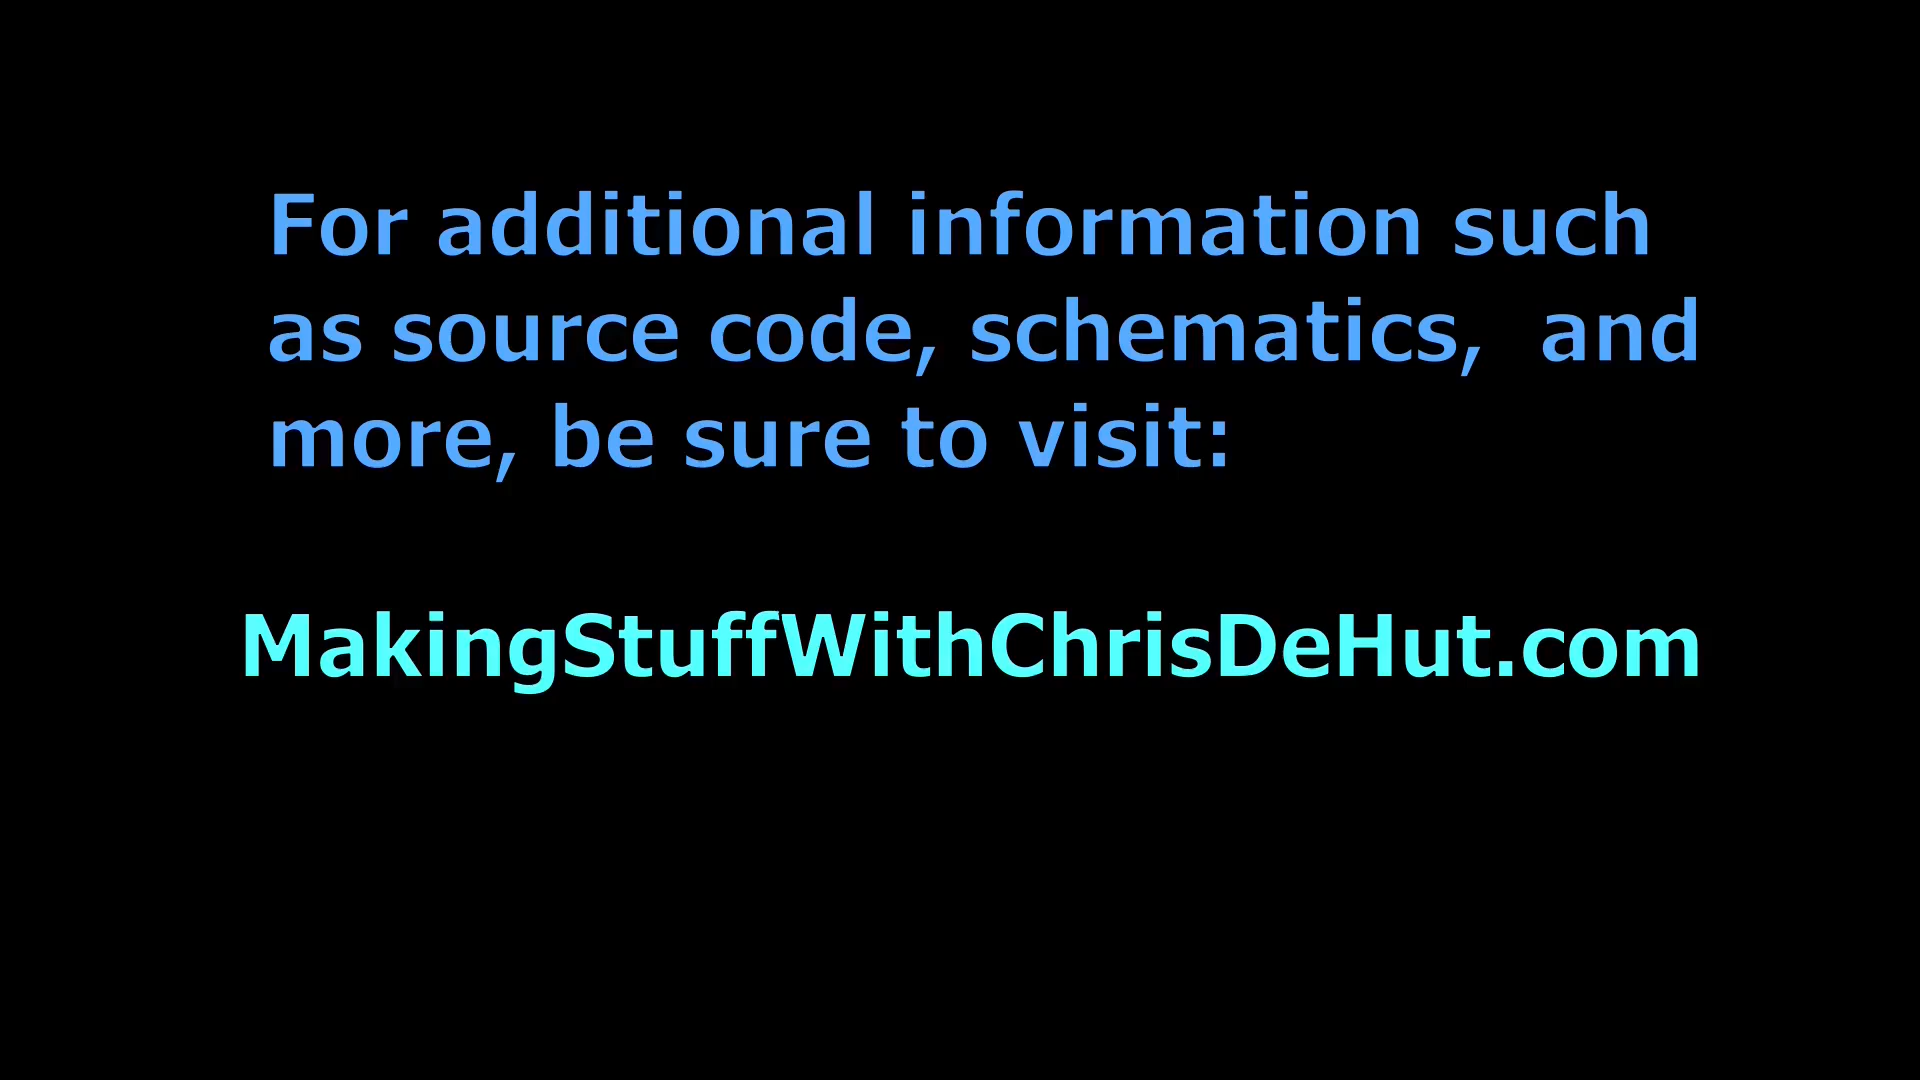 For additional information such
as source code, schematics,  and
more, be sure to visit:
MakingStuffWithChrisDeHut.com